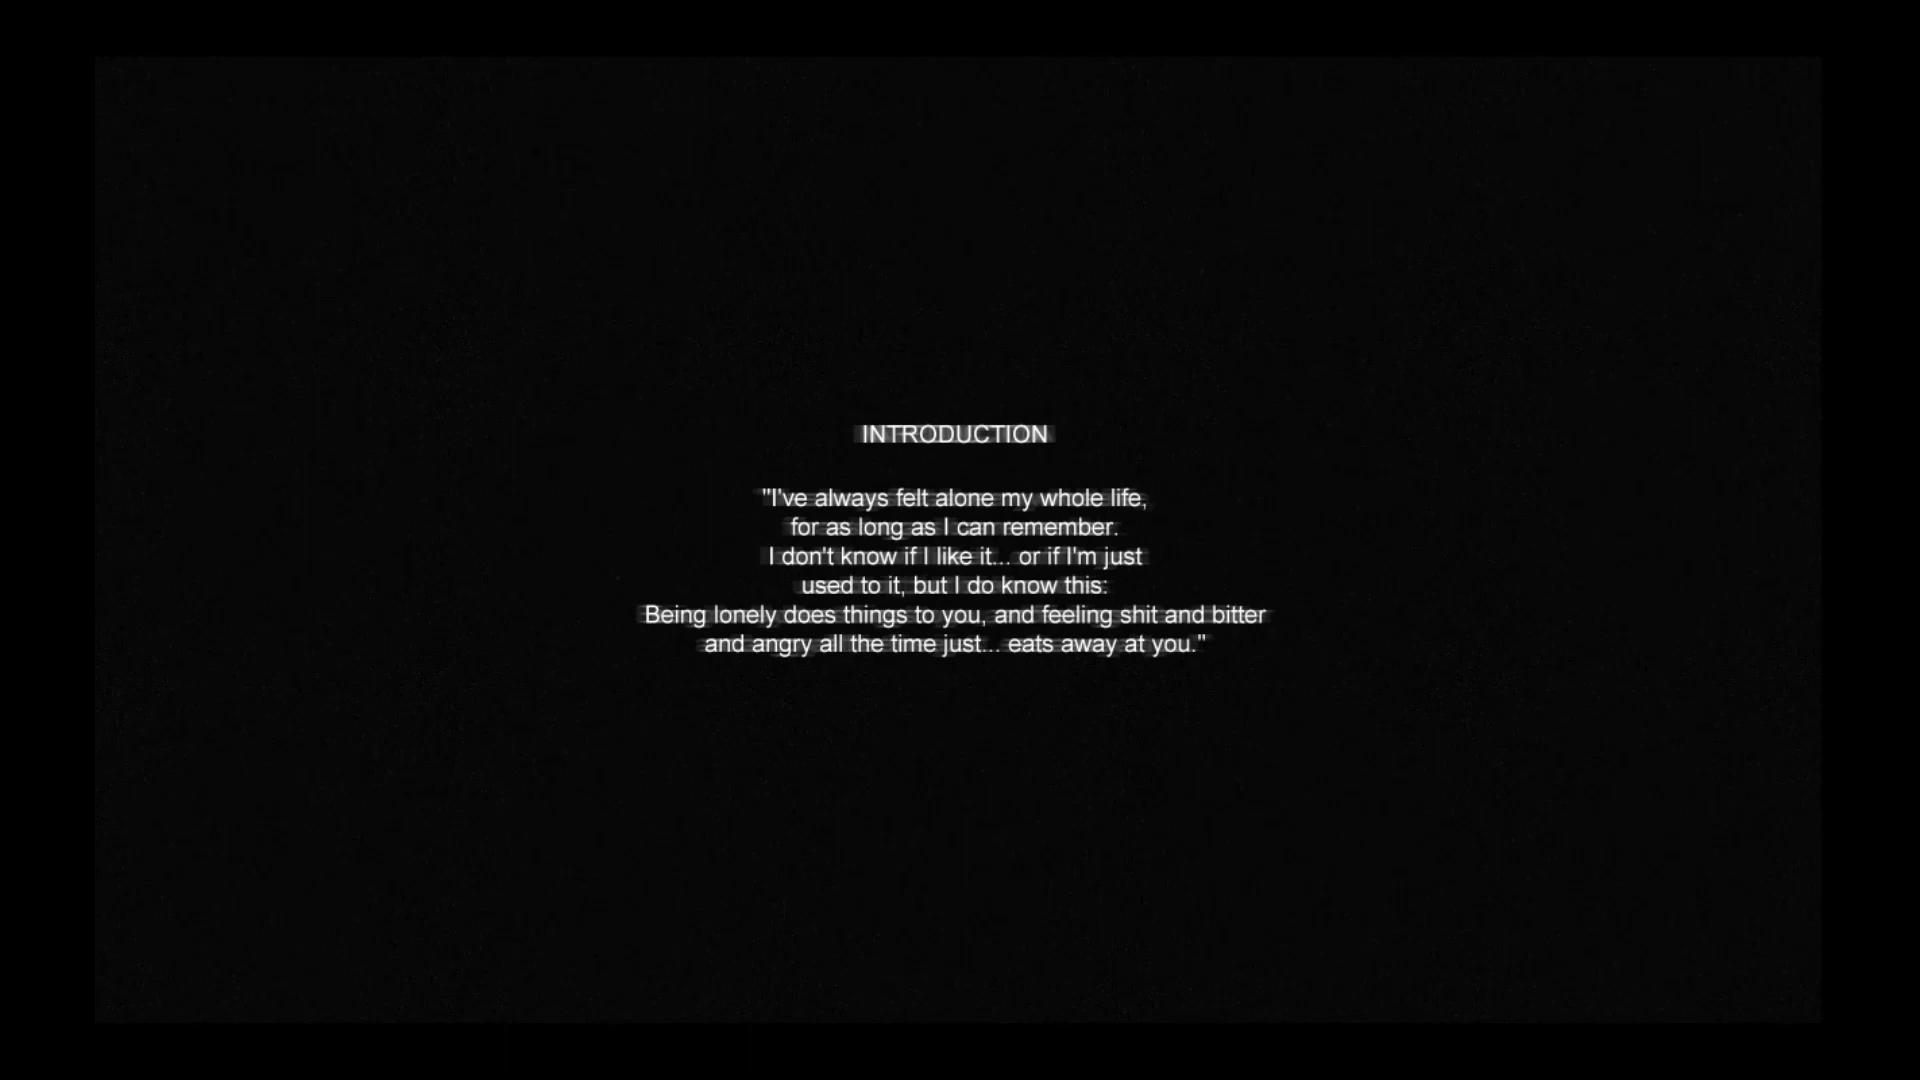 INTRODUCTION
"I've always felt alone my whole life,
for as long as I can remember.
I don't know if I like it... or if I'm just
used to it, but I do know this:
Being lonely does things to you, and feeling shit and bitter
and angry all the time just... eats away at you."